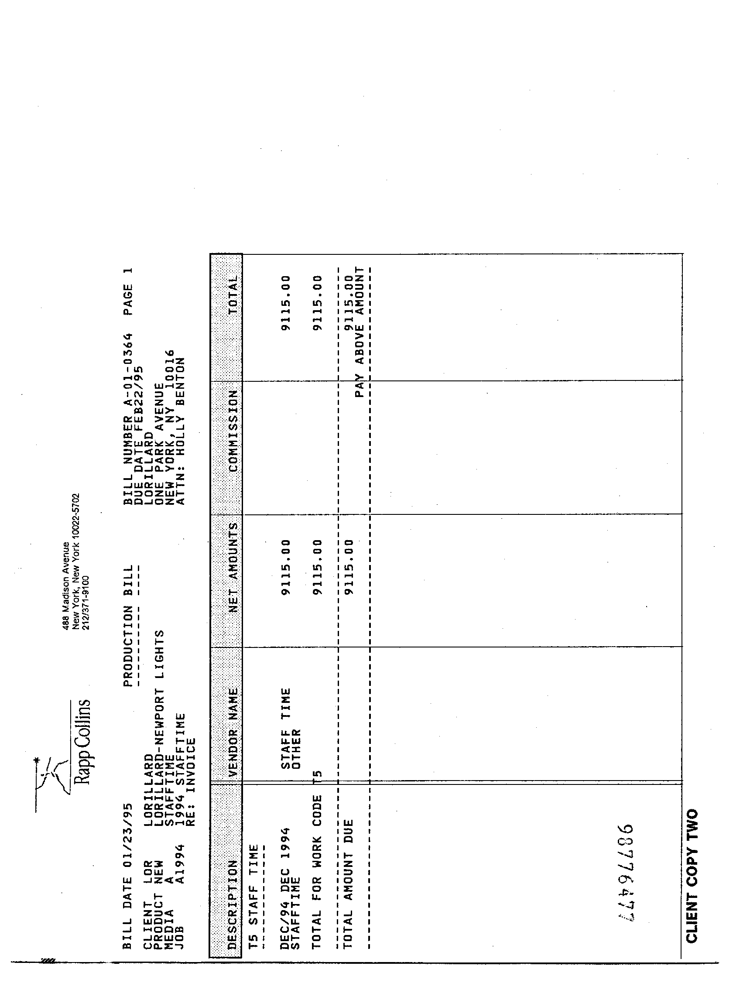 Rapp Collins
488 Madison Avenue
New York, New York 10022-5702
212/371-9100
BILL DATE 01/23/95 PRODUCTION BILL BILL NUMBER A-01-0364 PAGE 1
---------- ----
DUE DATE FEB22/95
CLIENT LOR LORILLARD LORILLARD
PRODUCT NEW LORILLARD-NEWPORT LIGHTS ONE PARK AVENUE
MEDIA A STAFFTIME NEW YORK, NY 10016
JOB A1994 1994 STAFFTIME ATTN: HOLLY BENTON
RE: INVOICE
DESCRIPTION VENDOR NAME NET AMOUNTS COMMISSION TOTAL
T5 STAFF TIME
DEC/94 DEC 1994 STAFF TIME 9115.00 9115.00
STAFFTIME OTHER
TOTAL FOR WORK CODE T5 9115.00 9115.00
TOTAL AMOUNT DUE 9115.00 9115.00
PAY ABOVE AMOUNT
98776477
CLIENT COPY TWO